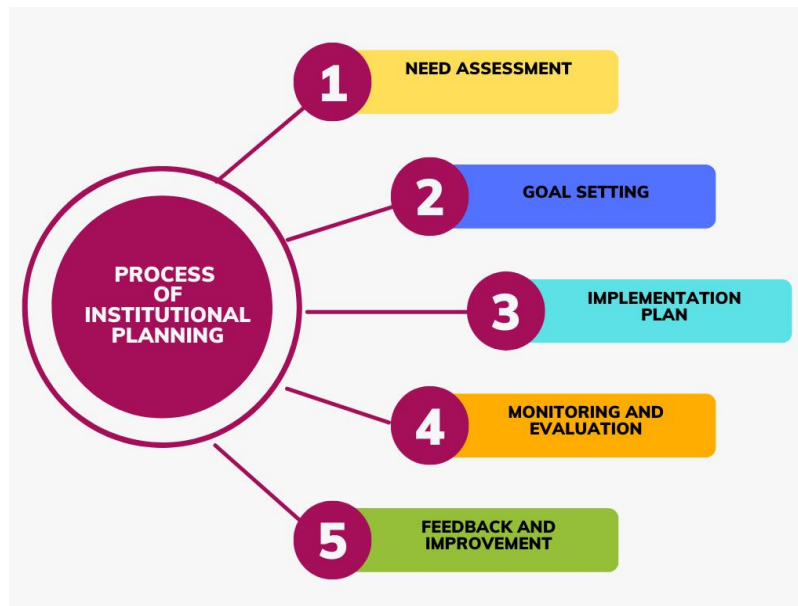 1
NEED ASSESSMENT
2
GOAL SETTING
PROCESS
OF
INSTITUTIONAL
PLANNING
3
IMPLEMENTATION
PLAN
4
MONITORING AND
EVALUATION
5
FEEDBACK AND
IMPROVEMENT